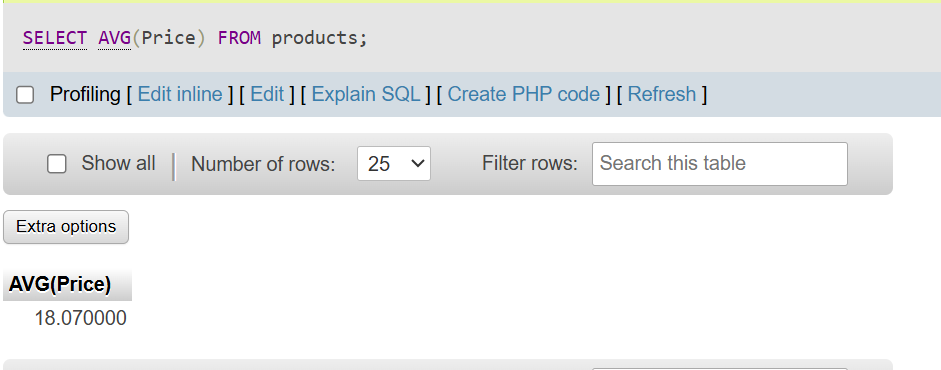 SELECT AVG(Price) FROM products;
Profiling [ Edit inline ] [ Edit ] [ Explain SQL ] [ Create PHP code ] [ Refresh ]
Show all | Number of rows: 25 Filter rows: Search this table
Extra options
AVG(Price)
18.070000